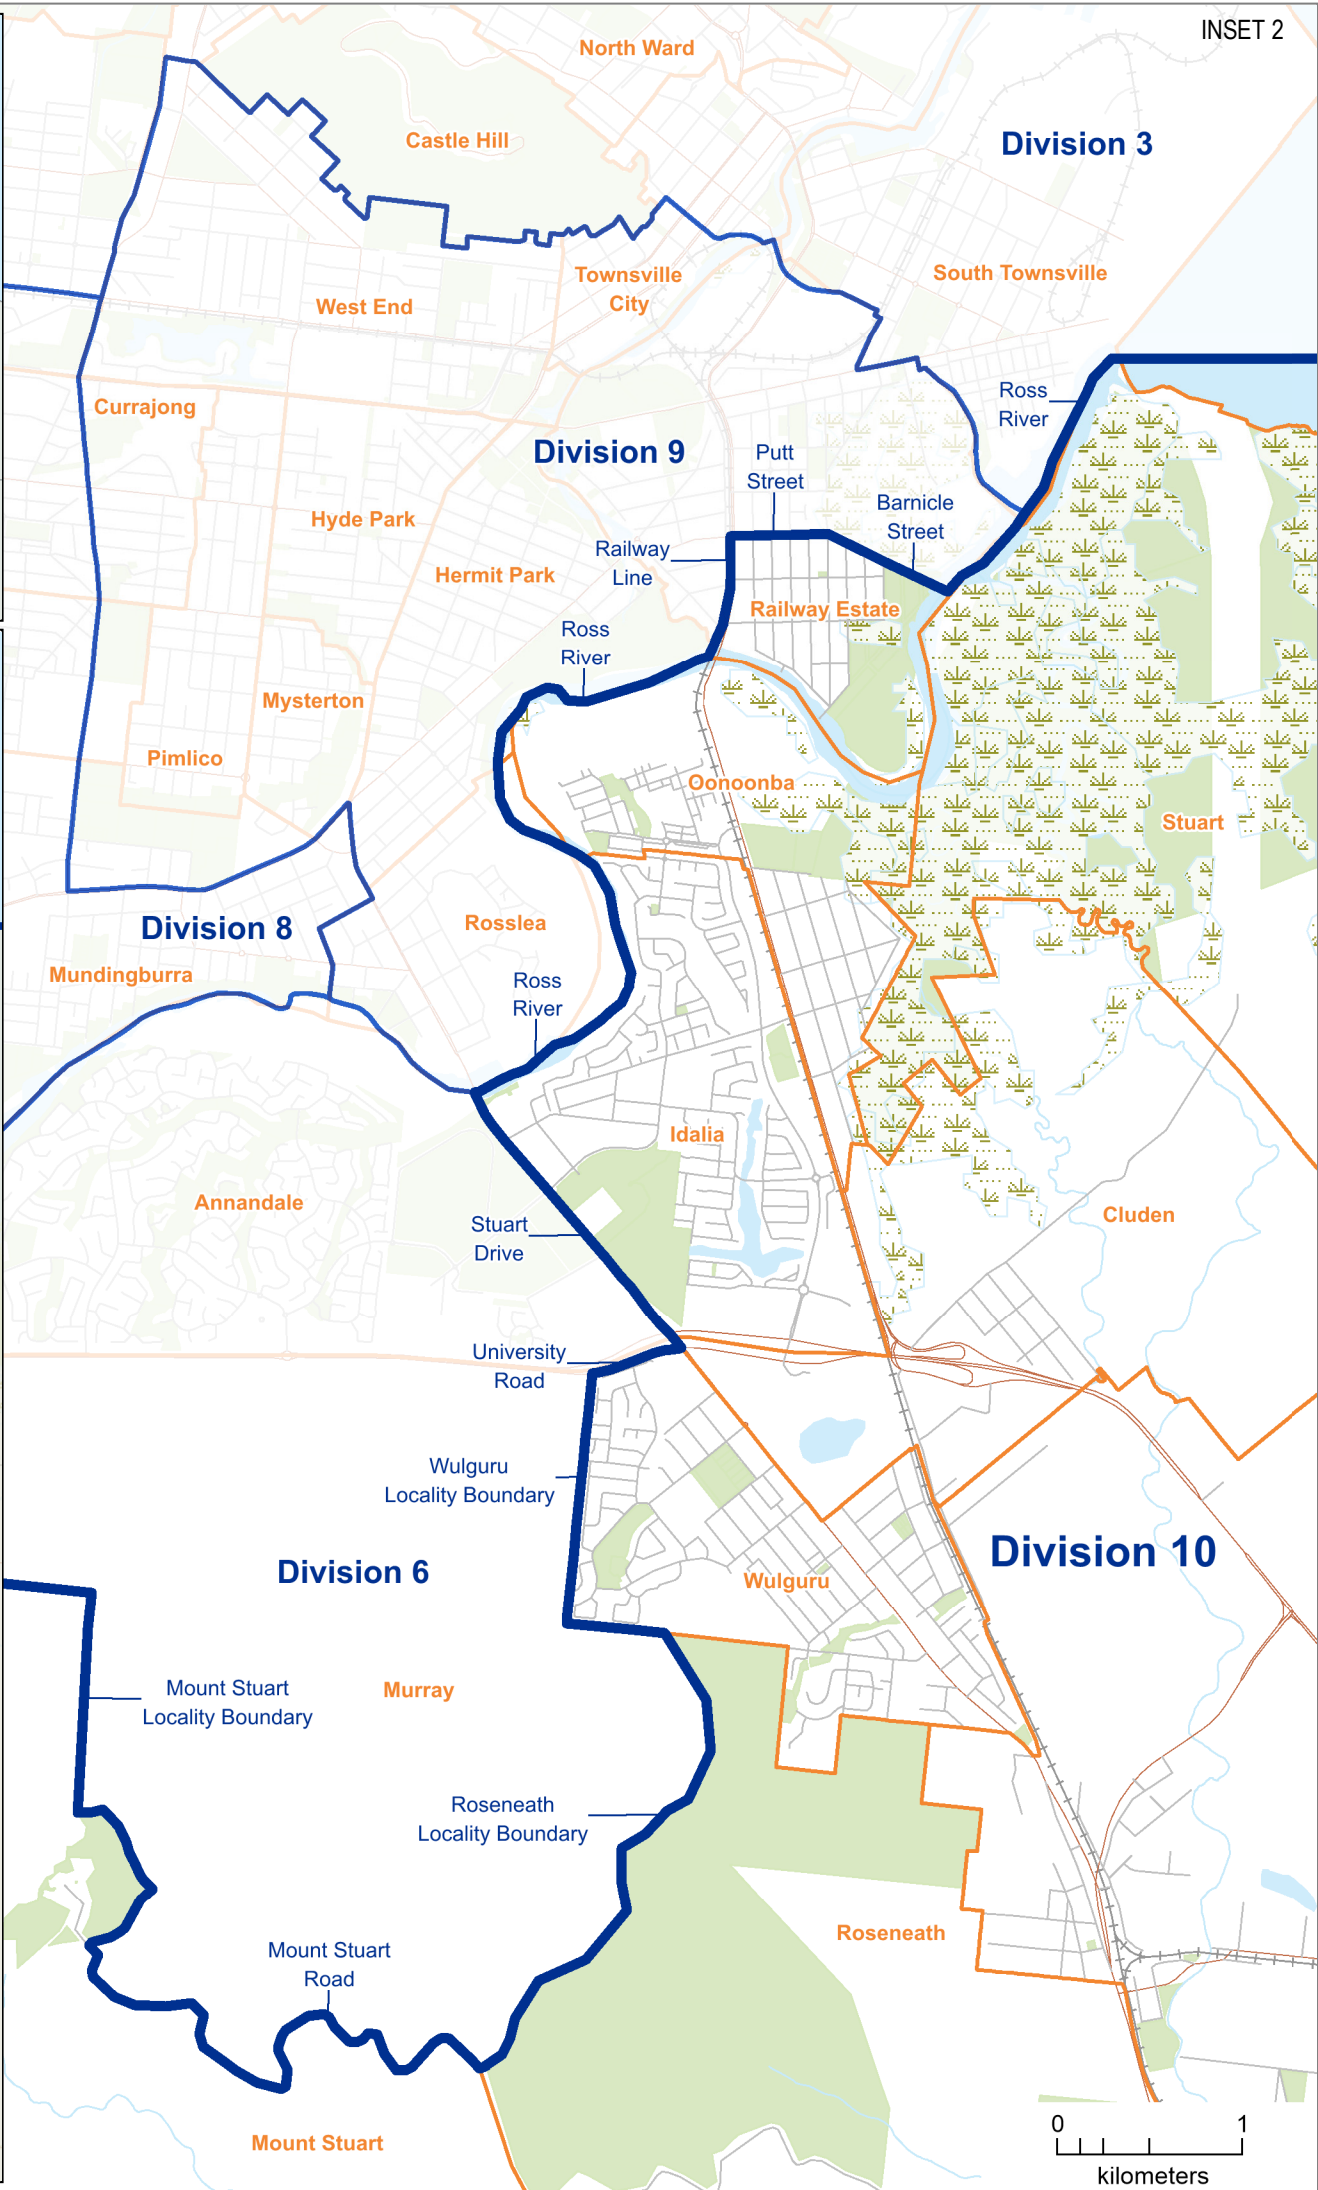 INSET 2
North Ward
Castle Hill
Division 3
Townsville
City
South Townsville
West End
Ross
River
Currajong
Division 9
Putt
Street
Barnicle
Street
Hyde Park
Railway
Line
Hermit Park
Railway Estate
Ross
River
Mysterton
Pimlico
Oonoonba
Stuart
Division 8
Rosslea
Mundingburra
Ross
River
Idalia
Annandale
Cluden
Stuart
Drive
University
Road
Wulguru
Locality Boundary
Division 10
Division 6
Wulguru
Mount Stuart
Locality Boundary
Murray
Roseneath
Locality Boundary
Roseneath
Mount Stuart
Road
Mount Stuart
0 1
kilometers